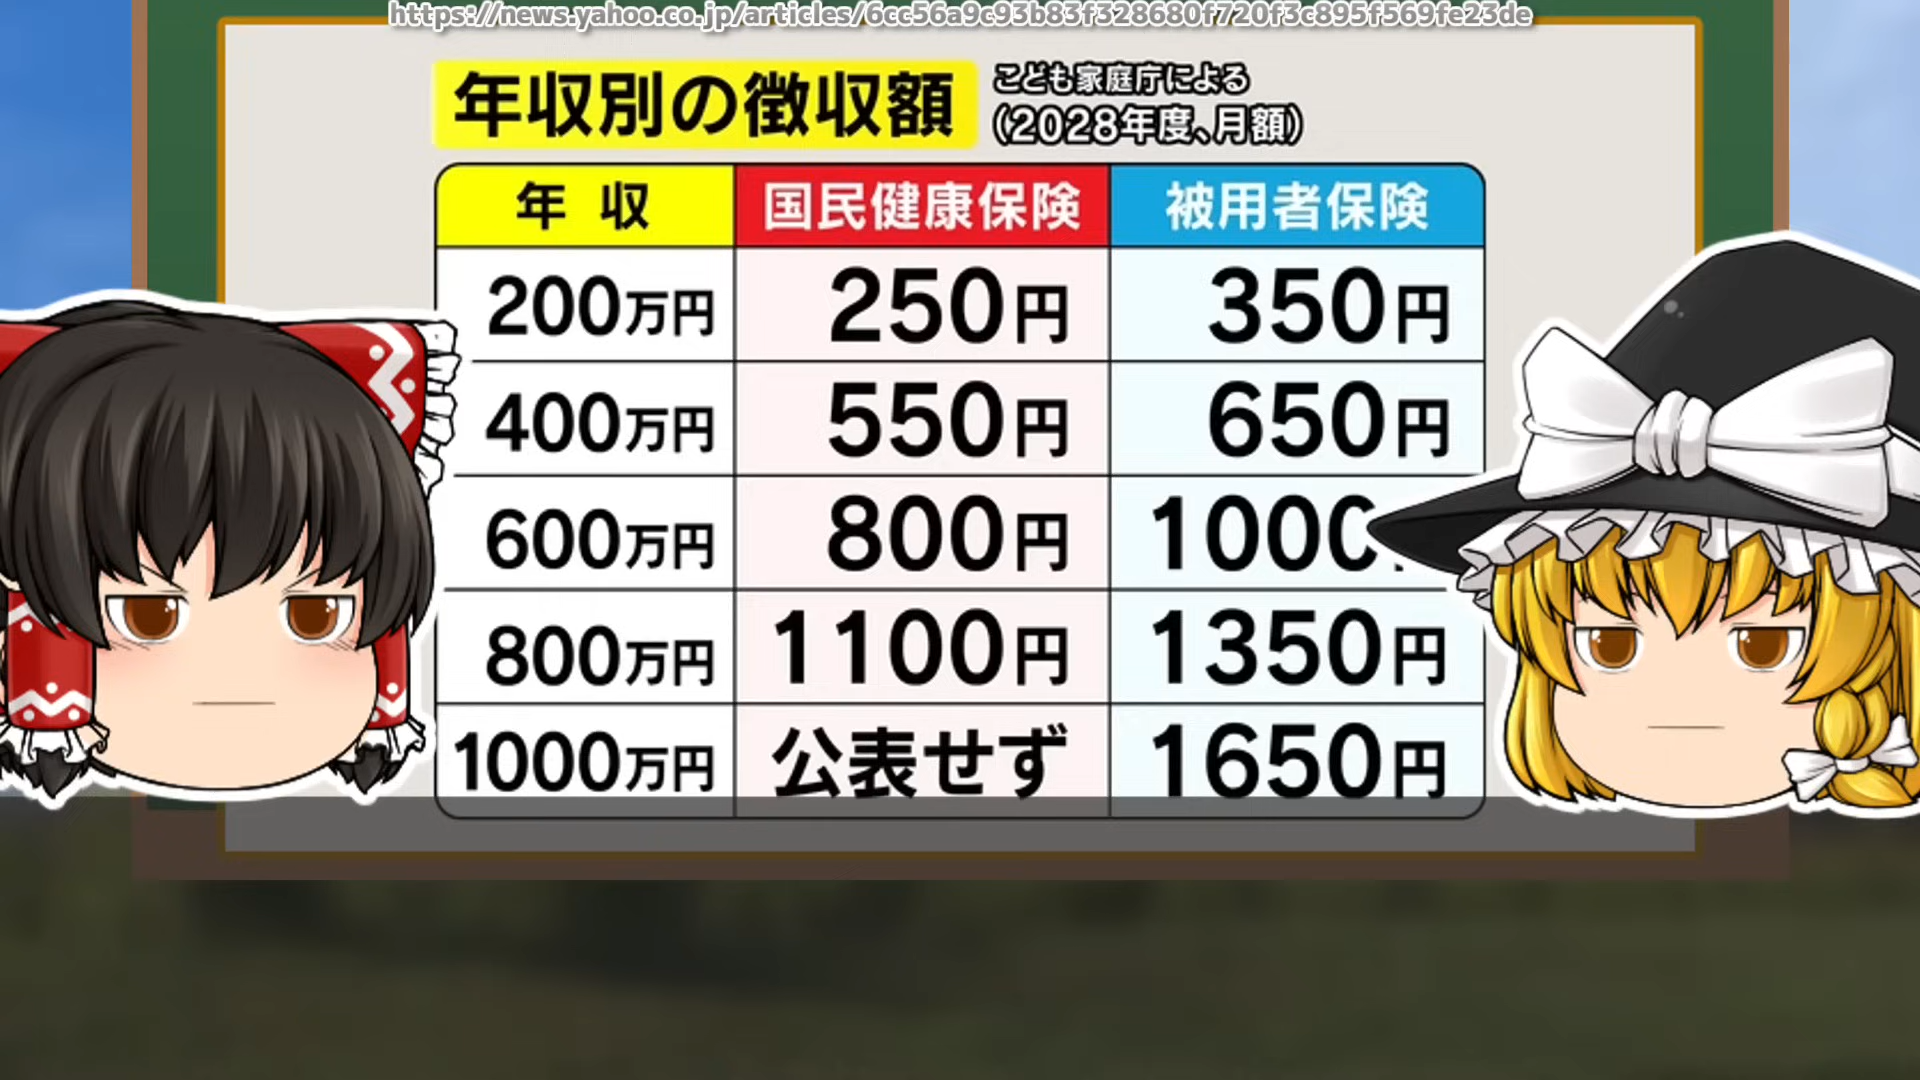 https://news.yahoo.co.jp/articles/6cc56a9c93b83f328680f720f3c895f569fe23de
年収別の徴収額
こども家庭庁による
(2028年度、月額)
年収 国民健康保険 被用者保険
200万円 250円 350円
400万円 550円 650円
600万円 800円 1000
800万円 1100円 1350円
1000万円 公表せず 1650円